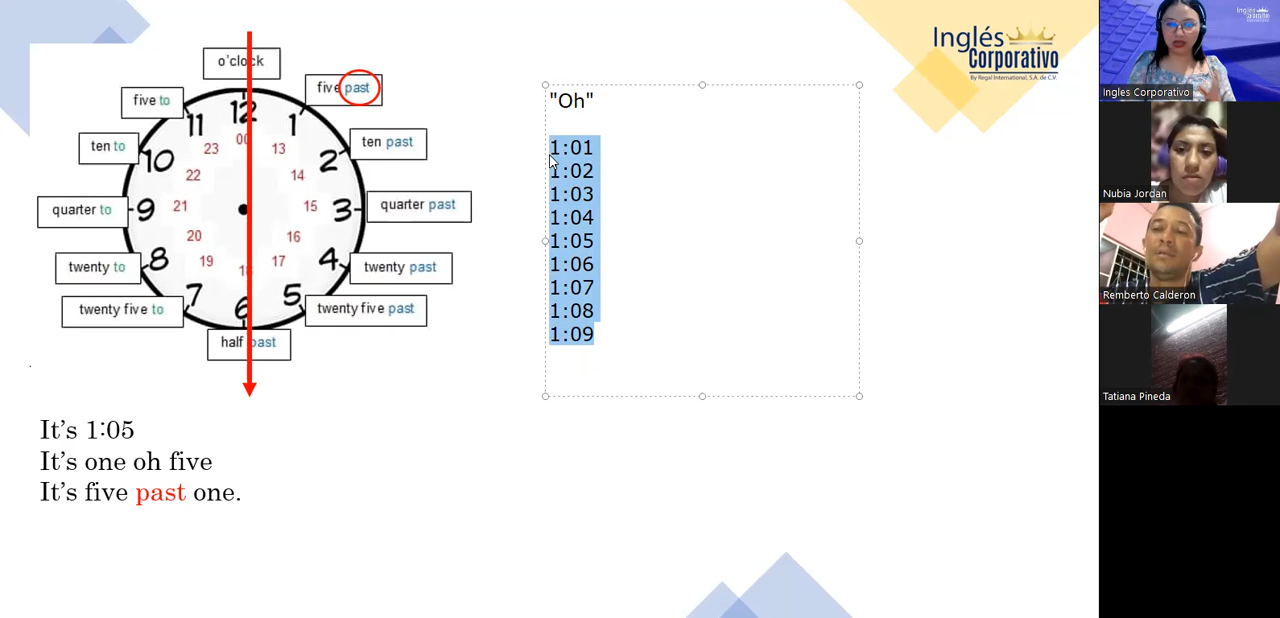 o'clock
five past
ten past
quarter past
twenty past
twenty five past
half past
twenty five to
twenty to
quarter to
ten to
five to
12
1
2
3
4
5
6
7
8
9
10
11
00
13
14
15
16
17
18
19
20
21
22
23
It's 1:05
It's one oh five
It's five past one.
"Oh"
1:01
1:02
1:03
1:04
1:05
1:06
1:07
1:08
1:09
Inglés
Corporativo
By Regal International, S.A. de C.V.
Ingles Corporativo
Nubia Jordan
Remberto Calderon
Tatiana Pineda